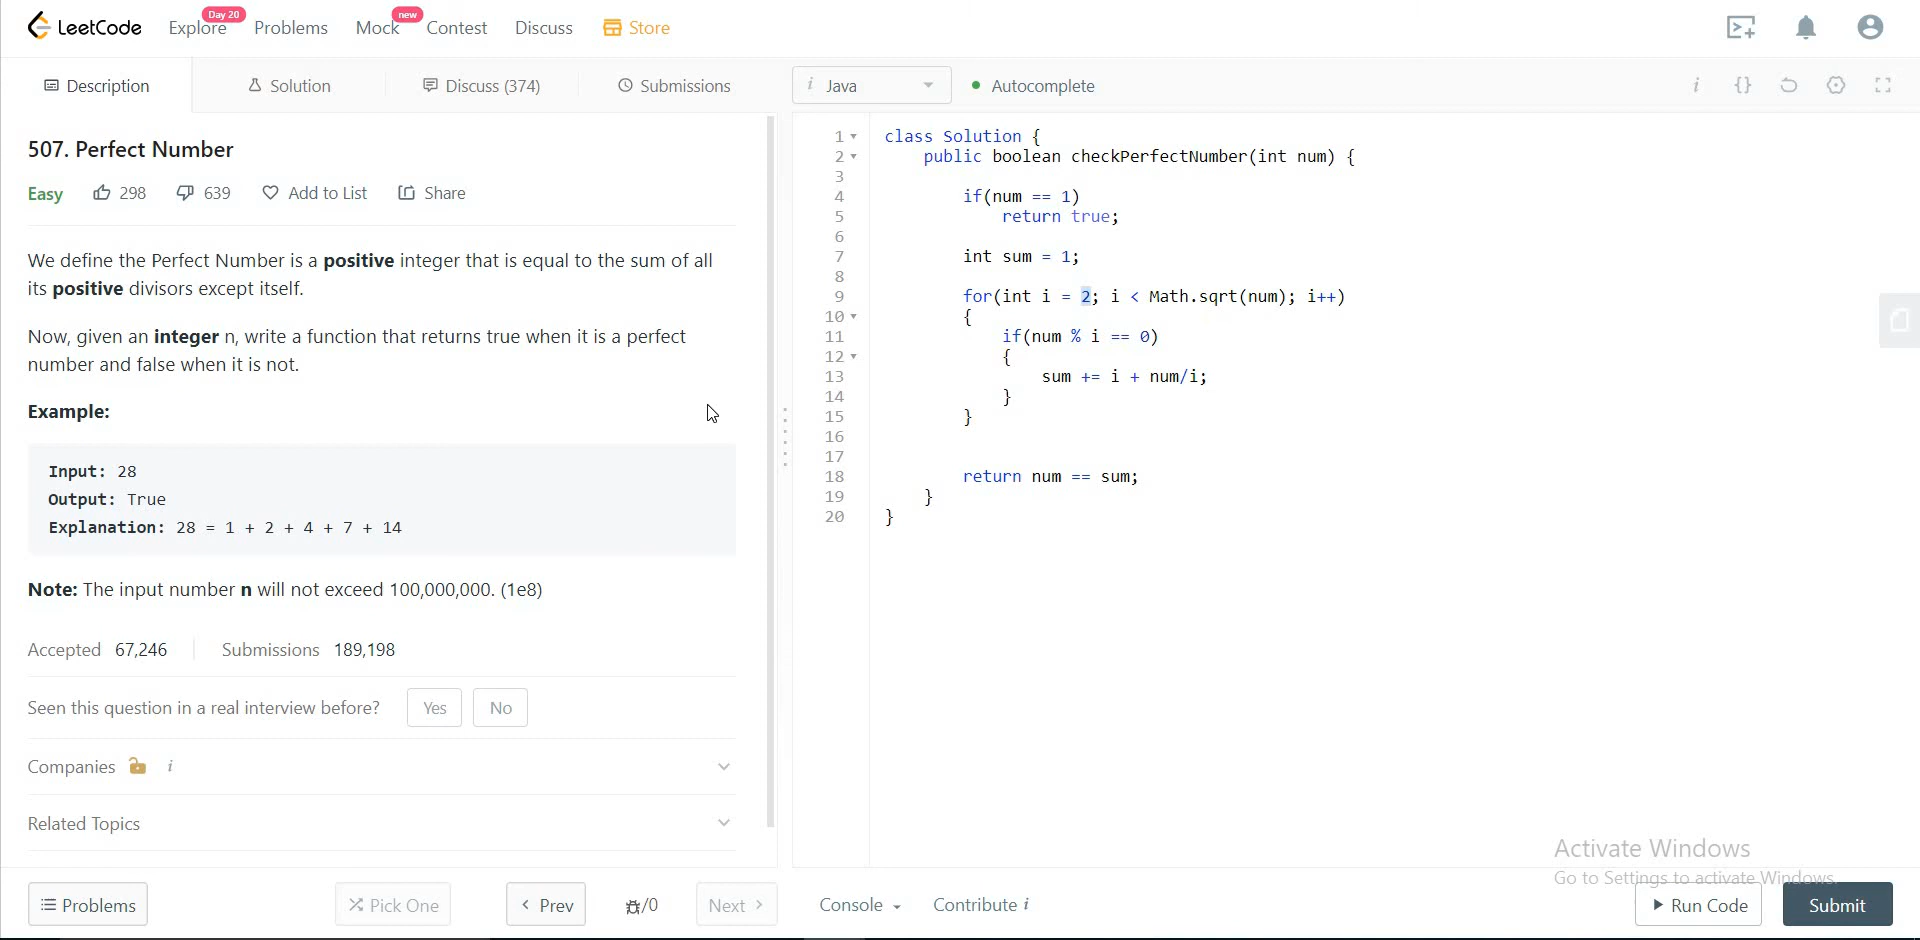 LeetCode Explore Day 20 Problems Mock new Contest Discuss Store
Description Solution Discuss (374) Submissions
i Java Autocomplete i {}
507. Perfect Number
Easy 298 639 Add to List Share
We define the Perfect Number is a positive integer that is equal to the sum of all
its positive divisors except itself.
Now, given an integer n, write a function that returns true when it is a perfect
number and false when it is not.
Example:
Input: 28
Output: True
Explanation: 28 = 1 + 2 + 4 + 7 + 14
Note: The input number n will not exceed 100,000,000. (1e8)
Accepted 67,246 Submissions 189,198
Seen this question in a real interview before? Yes No
Companies i
Related Topics
1 class Solution {
2 public boolean checkPerfectNumber(int num) {
3
4 if(num == 1)
5 return true;
6
7 int sum = 1;
8
9 for(int i = 2; i < Math.sqrt(num); i++)
10 {
11 if(num % i == 0)
12 {
13 sum += i + num/i;
14 }
15 }
16
17
18 return num == sum;
19 }
20 }
Activate Windows
Go to Settings to activate Windows.
Problems Pick One < Prev /0 Next > Console Contribute i Run Code Submit